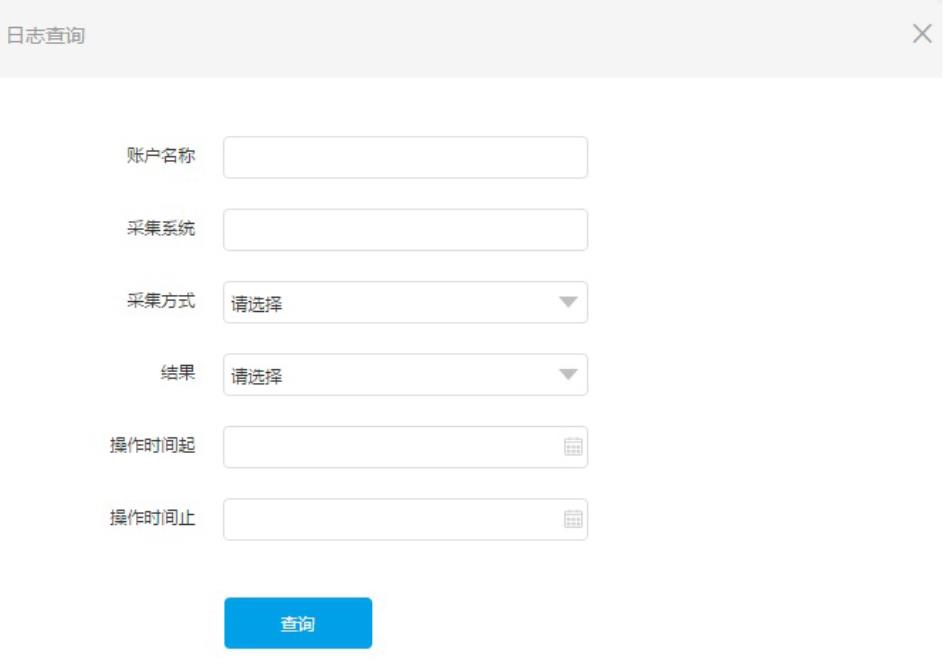 日志查询
账户名称
采集系统
采集方式 请选择
结果 请选择
操作时间起
操作时间止
查询